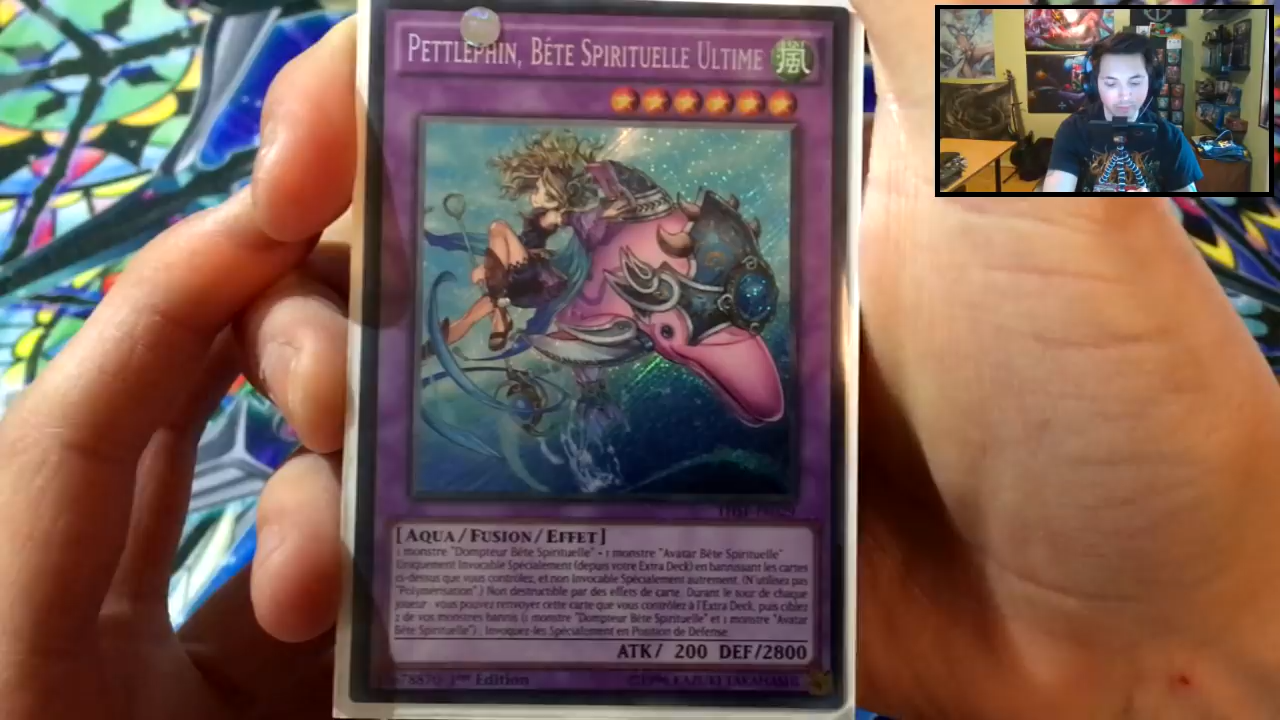 PETTLEPHIN, BÊTE SPIRITUELLE ULTIME 風
[AQUA/FUSION/EFFET]
1 monstre "Dompteur Bête Spirituelle" + 1 monstre "Avatar Bête Spirituelle"
Uniquement Invocable Spécialement (depuis votre Extra Deck) en bannissant les cartes
ci-dessus que vous contrôlez, et non Invocable Spécialement autrement. (N'utilisez pas
"Polymérisation".) Non destructible par des effets de carte. Durant le tour de chaque
joueur : vous pouvez renvoyer cette carte que vous contrôlez à l'Extra Deck, puis ciblez
2 de vos monstres bannis (1 monstre "Dompteur Bête Spirituelle" et 1 monstre "Avatar
Bête Spirituelle") ; Invoquez-les Spécialement en Position de Défense.
ATK/ 200 DEF/2800
1st Edition ©1996 KAZUKI TAKAHASHI